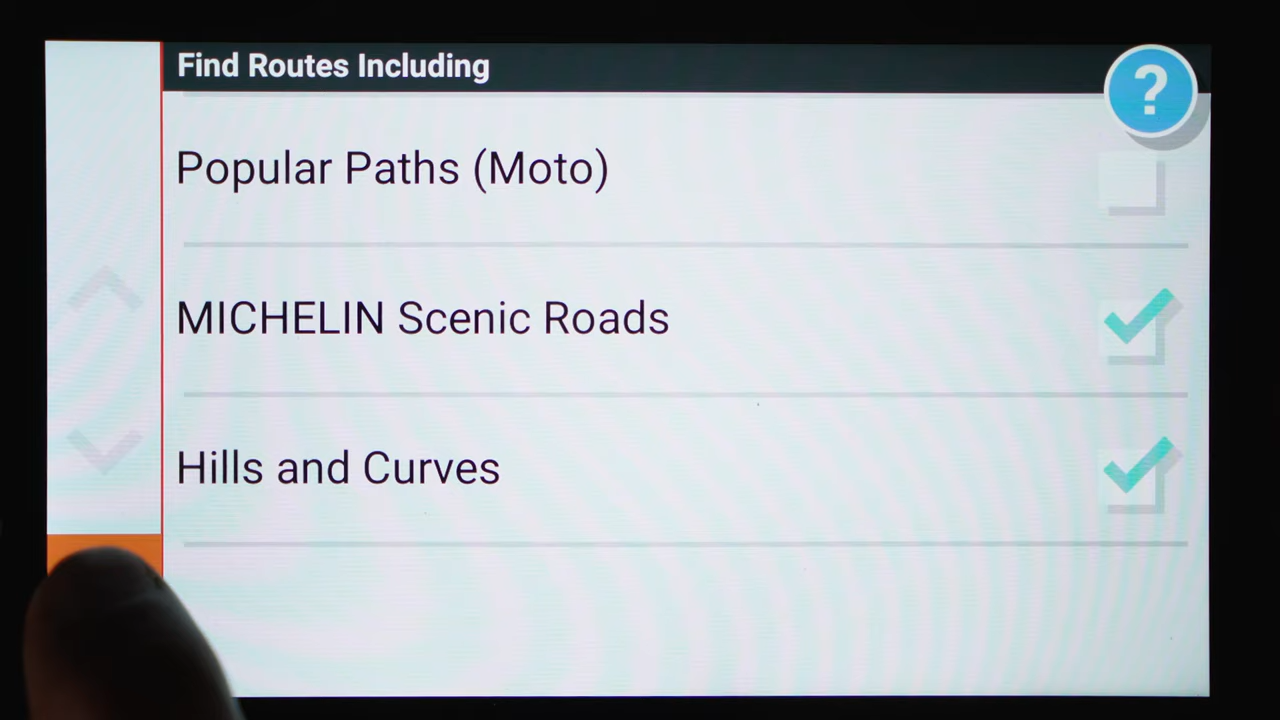 Find Routes Including
?
Popular Paths (Moto)
MICHELIN Scenic Roads
Hills and Curves